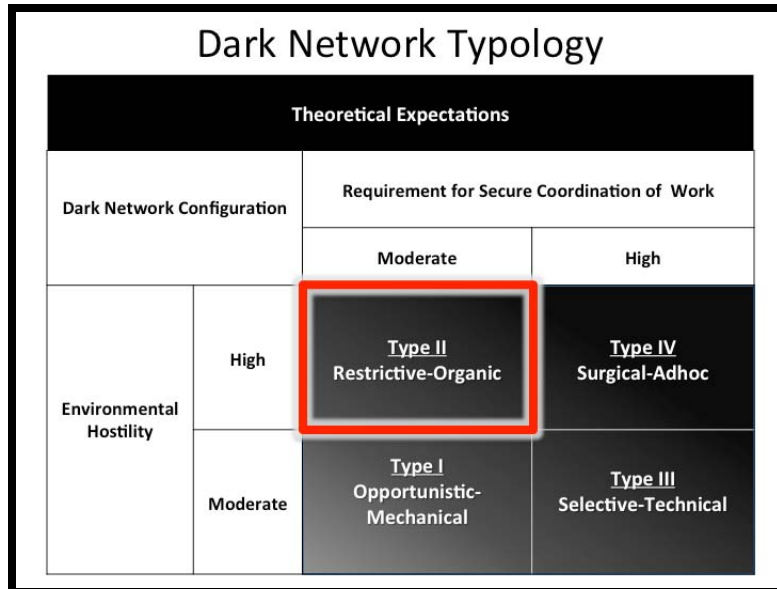 Dark Network Typology
Theoretical Expectations
Dark Network Configuration
Requirement for Secure Coordination of Work
Moderate
High
Environmental
Hostility
High
Type II
Restrictive-Organic
Type IV
Surgical-Adhoc
Moderate
Type I
Opportunistic-
Mechanical
Type III
Selective-Technical